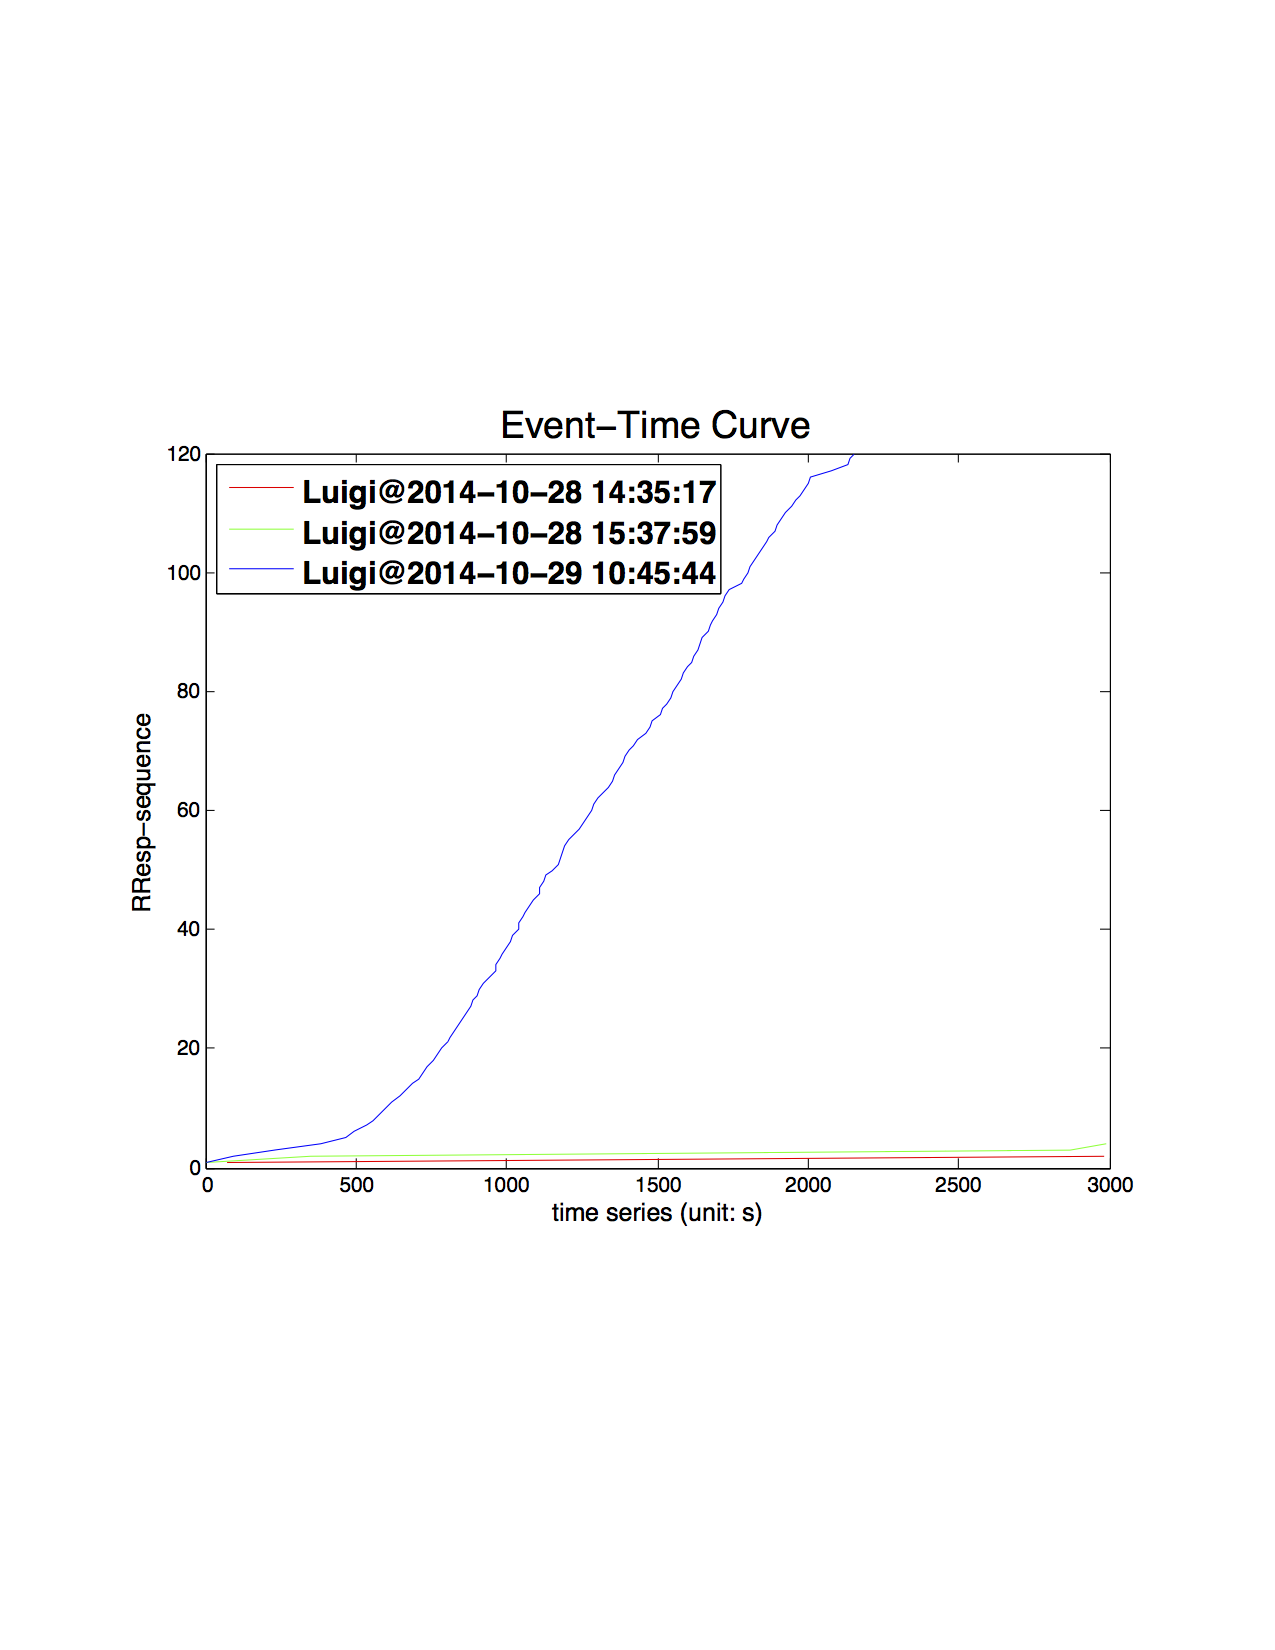 Event–Time Curve
120
100
80
60
40
20
0
RResp–sequence
Luigi@2014–10–28 14:35:17
Luigi@2014–10–28 15:37:59
Luigi@2014–10–29 10:45:44
0 500 1000 1500 2000 2500 3000
time series (unit: s)